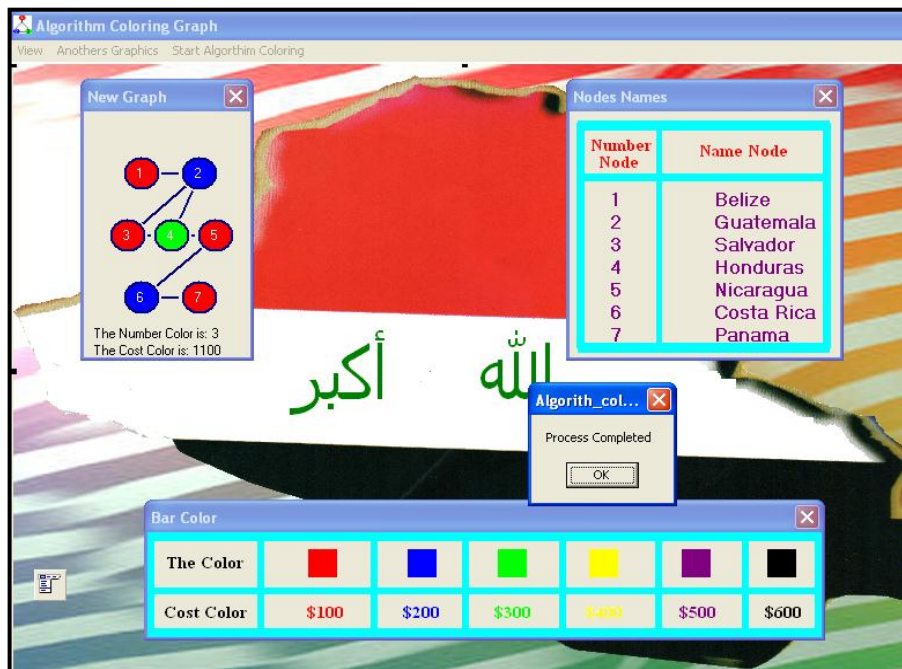 Algorithm Coloring Graph
View Anothers Graphics Start Algorthim Coloring
New Graph
1 2
3 4 5
6 7
The Number Color is: 3
The Cost Color is: 1100
Nodes Names
Number Node Name Node
1 Belize
2 Guatemala
3 Salvador
4 Honduras
5 Nicaragua
6 Costa Rica
7 Panama
الله أكبر
Algorith_col...
Process Completed
OK
Bar Color
The Color
Cost Color $100 $200 $300 $400 $500 $600